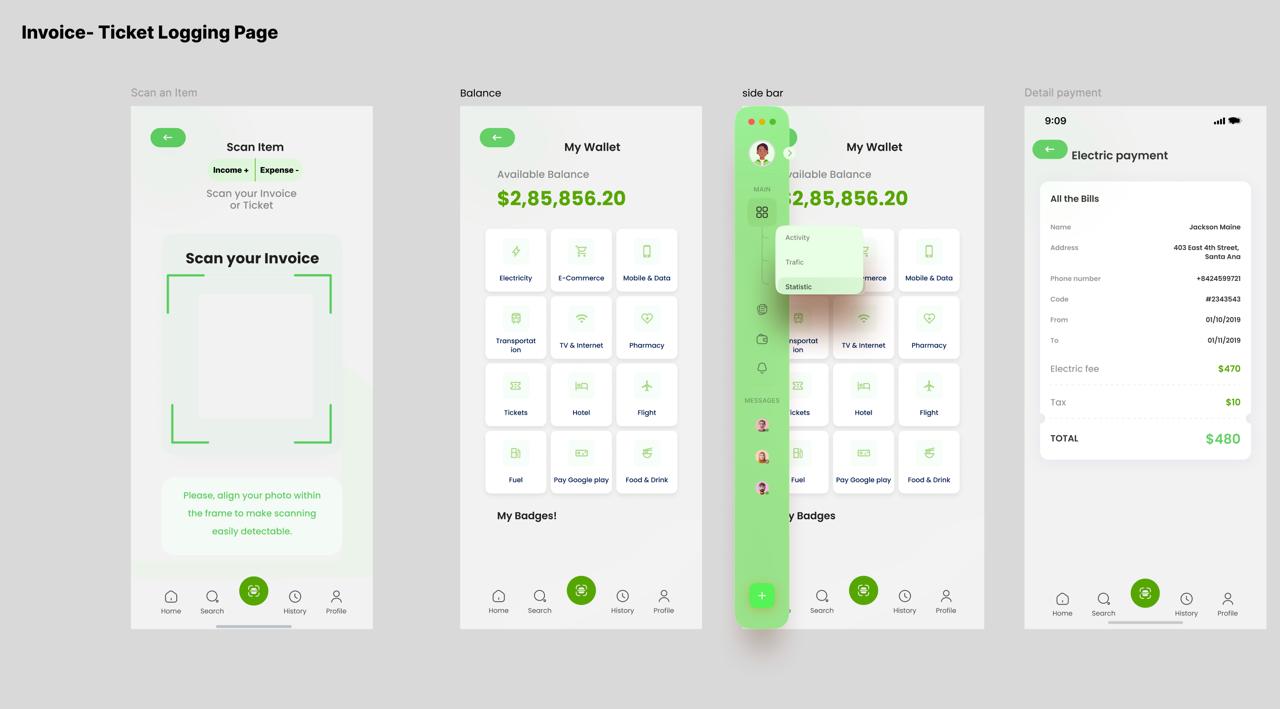 Invoice- Ticket Logging Page
Scan an Item
Scan Item
Income + Expense -
Scan your Invoice
or Ticket
Scan your Invoice
Please, align your photo within
the frame to make scanning
easily detectable.
Home Search History Profile
Balance
My Wallet
Available Balance
$2,85,856.20
Electricity E-Commerce Mobile & Data
Transportat
ion
TV & Internet Pharmacy
Tickets Hotel Flight
Fuel Pay Google play Food & Drink
My Badges!
Home Search History Profile
side bar
My Wallet
vailable Balance
$2,85,856.20
MAIN
Activity
Trafic
Statistic
merce Mobile & Data
sportat
ion
TV & Internet Pharmacy
ickets Hotel Flight
Fuel Pay Google play Food & Drink
MESSAGES
y Badges
+
Search History Profile
Detail payment
9:09
Electric payment
All the Bills
Name Jackson Maine
Address 403 East 4th Street,
Santa Ana
Phone number +8424599721
Code #2343543
From 01/10/2019
To 01/11/2019
Electric fee $470
Tax $10
TOTAL $480
Home Search History Profile